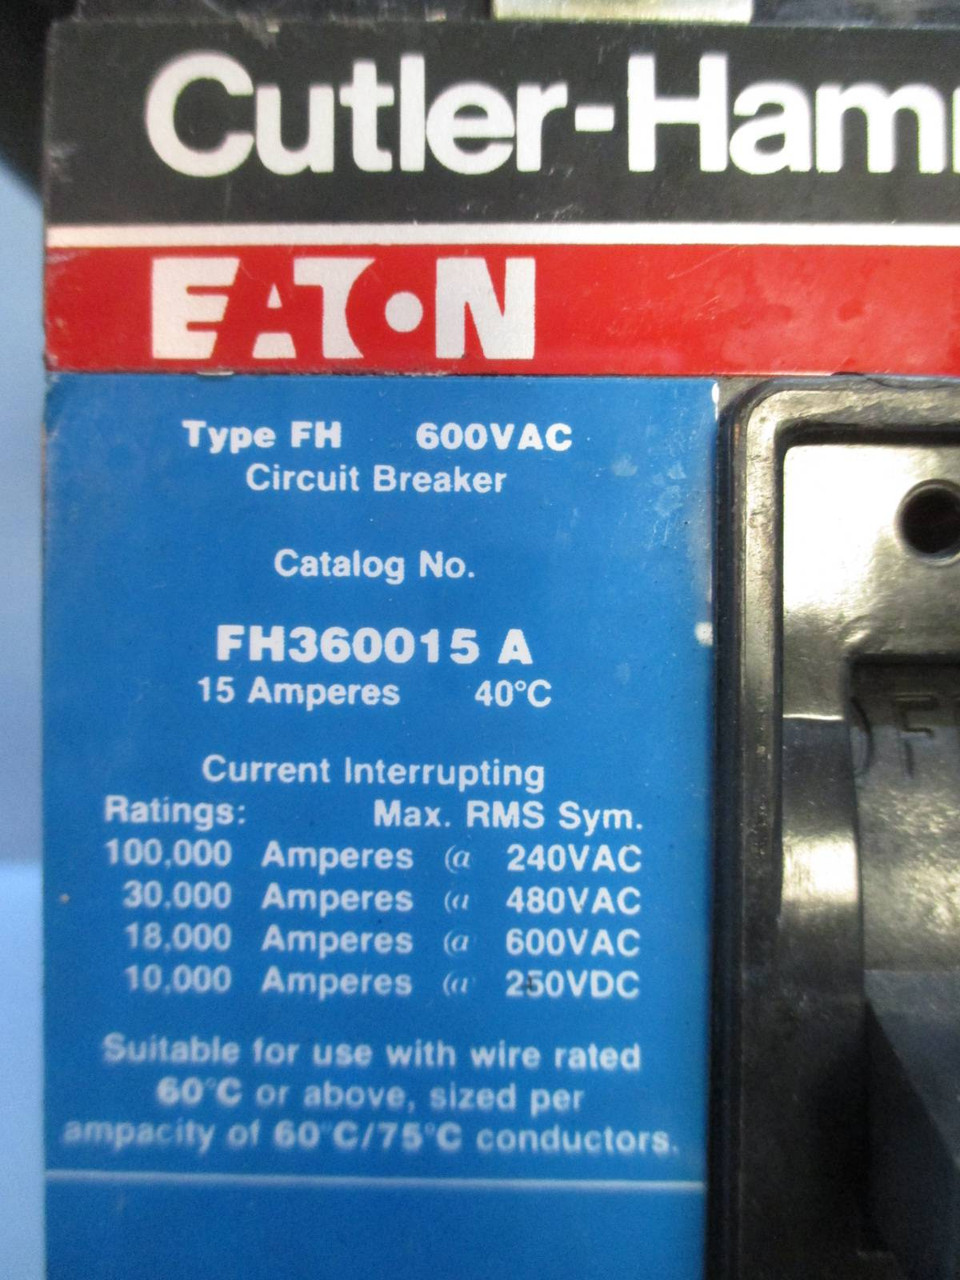 Cutler-Ham
EATON
Type FH 600VAC
Circuit Breaker
Catalog No.
FH360015 A
15 Amperes 40°C
Current Interrupting
Ratings: Max. RMS Sym.
100,000 Amperes @ 240VAC
30,000 Amperes @ 480VAC
18,000 Amperes @ 600VAC
10,000 Amperes @ 250VDC
Suitable for use with wire rated
60°C or above, sized per
ampacity of 60°C/75°C conductors.